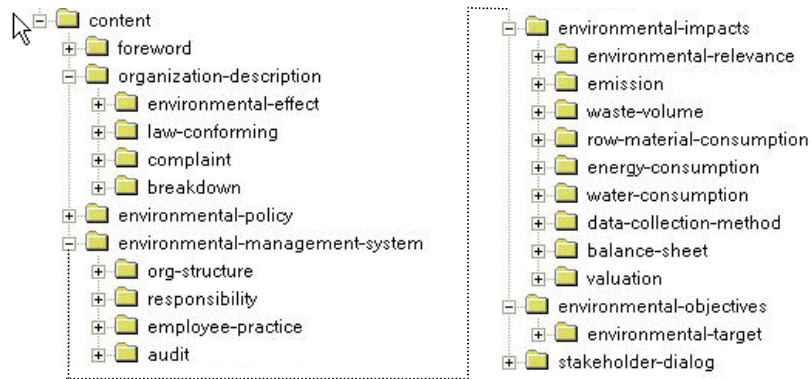 content
foreword
organization-description
environmental-effect
law-conforming
complaint
breakdown
environmental-policy
environmental-management-system
org-structure
responsibility
employee-practice
audit
environmental-impacts
environmental-relevance
emission
waste-volume
row-material-consumption
energy-consumption
water-consumption
data-collection-method
balance-sheet
valuation
environmental-objectives
environmental-target
stakeholder-dialog